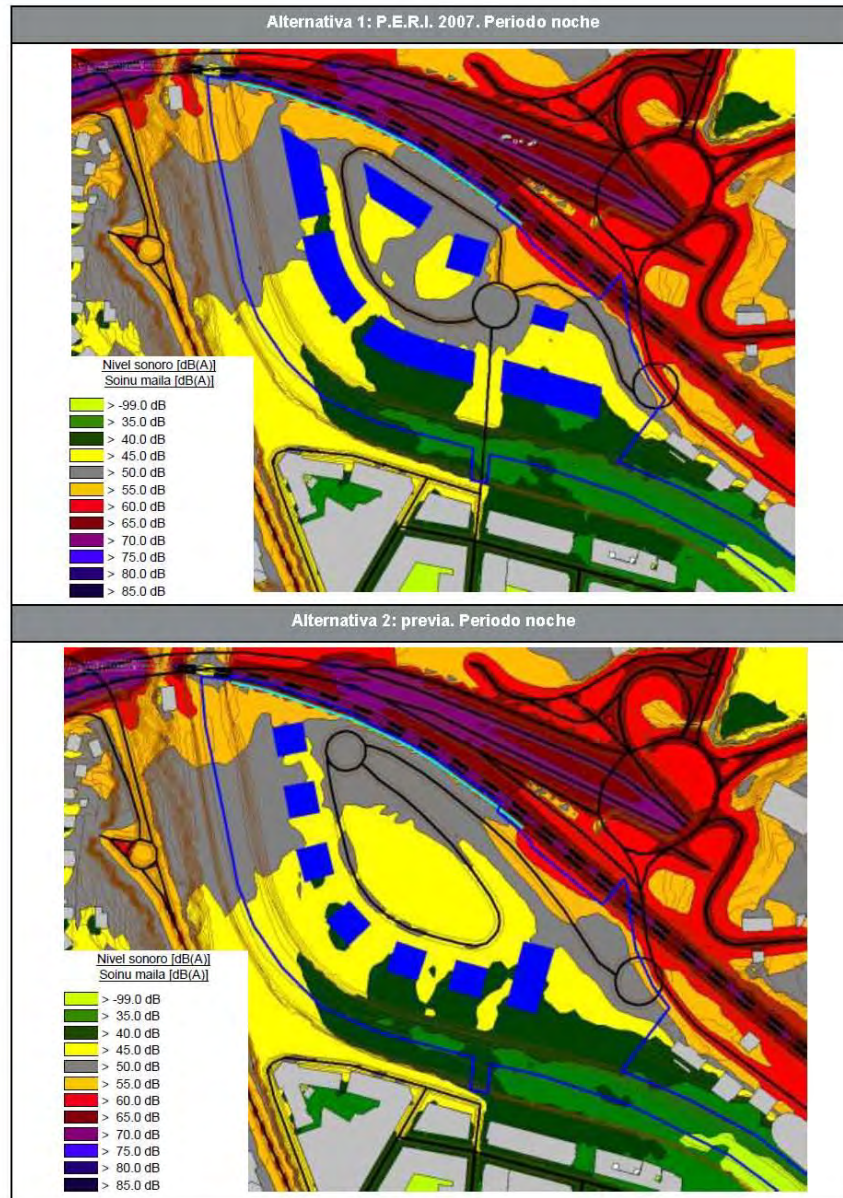 Alternativa 1: P.E.R.I. 2007. Periodo noche
Nivel sonoro [dB(A)]
Soinu maila [dB(A)]
> -99.0 dB
> 35.0 dB
> 40.0 dB
> 45.0 dB
> 50.0 dB
> 55.0 dB
> 60.0 dB
> 65.0 dB
> 70.0 dB
> 75.0 dB
> 80.0 dB
> 85.0 dB
Alternativa 2: previa. Periodo noche
Nivel sonoro [dB(A)]
Soinu maila [dB(A)]
> -99.0 dB
> 35.0 dB
> 40.0 dB
> 45.0 dB
> 50.0 dB
> 55.0 dB
> 60.0 dB
> 65.0 dB
> 70.0 dB
> 75.0 dB
> 80.0 dB
> 85.0 dB